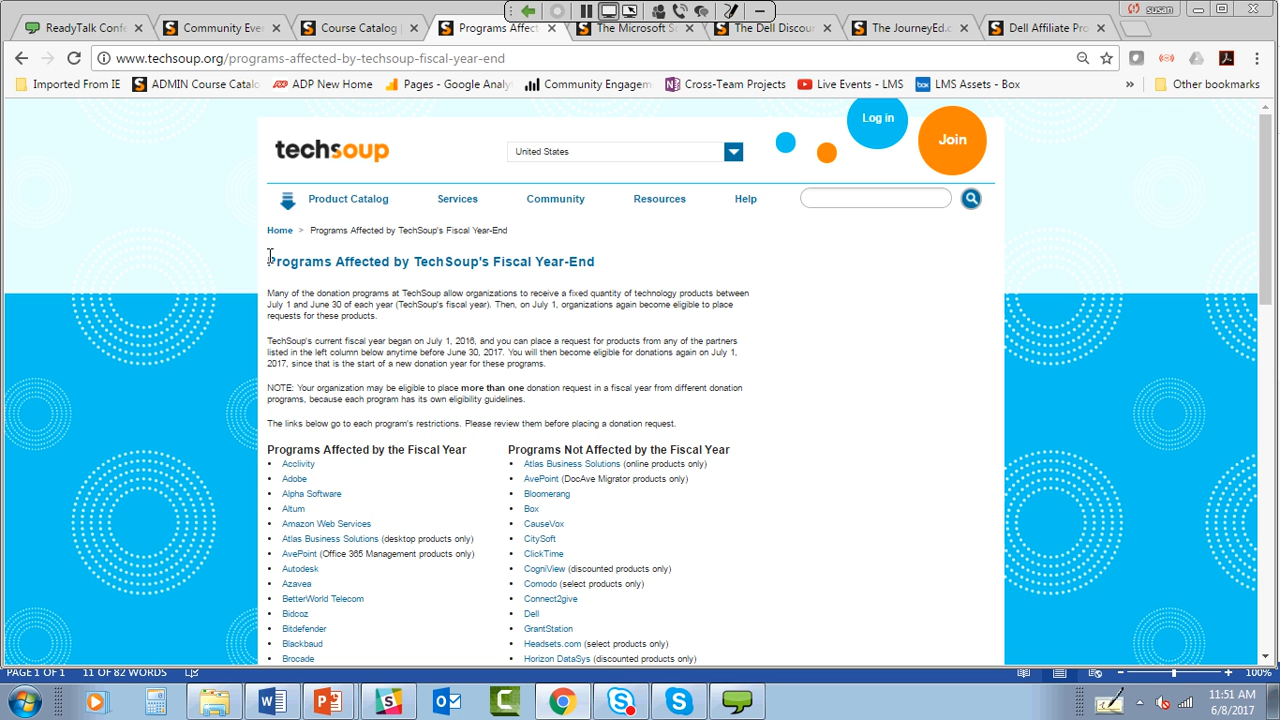 susan
ReadyTalk Conf
Community Eve
Course Catalog |
Programs Affect
The Microsoft S
The Dell Discou
The JourneyEd.c
Dell Affiliate Pro
www.techsoup.org/programs-affected-by-techsoup-fiscal-year-end
Imported From IE
ADMIN Course Catalo
ADP New Home
Pages - Google Analy
Community Engagem
Cross-Team Projects
Live Events - LMS
LMS Assets - Box
»
Other bookmarks
techsoup
United States
Log in
Join
Product Catalog
Services
Community
Resources
Help
Home > Programs Affected by TechSoup's Fiscal Year-End
Programs Affected by TechSoup's Fiscal Year-End
Many of the donation programs at TechSoup allow organizations to receive a fixed quantity of technology products between
July 1 and June 30 of each year (TechSoup's fiscal year). Then, on July 1, organizations again become eligible to place
requests for these products.
TechSoup's current fiscal year began on July 1, 2016, and you can place a request for products from any of the partners
listed in the left column below anytime before June 30, 2017. You will then become eligible for donations again on July 1,
2017, since that is the start of a new donation year for these programs.
NOTE: Your organization may be eligible to place more than one donation request in a fiscal year from different donation
programs, because each program has its own eligibility guidelines.
The links below go to each program's restrictions. Please review them before placing a donation request.
Programs Affected by the Fiscal Year
• Acclivity
• Adobe
• Alpha Software
• Altum
• Amazon Web Services
• Atlas Business Solutions (desktop products only)
• AvePoint (Office 365 Management products only)
• Autodesk
• Azavea
• BetterWorld Telecom
• Bidcoz
• Bitdefender
• Blackbaud
• Brocade
Programs Not Affected by the Fiscal Year
• Atlas Business Solutions (online products only)
• AvePoint (DocAve Migrator products only)
• Bloomerang
• Box
• CauseVox
• CitySoft
• ClickTime
• CogniView (discounted products only)
• Comodo (select products only)
• Connect2give
• Dell
• GrantStation
• Headsets.com (select products only)
• Horizon DataSys (discounted products only)
PAGE 1 OF 1
11 OF 82 WORDS
100%
11:51 AM
6/8/2017